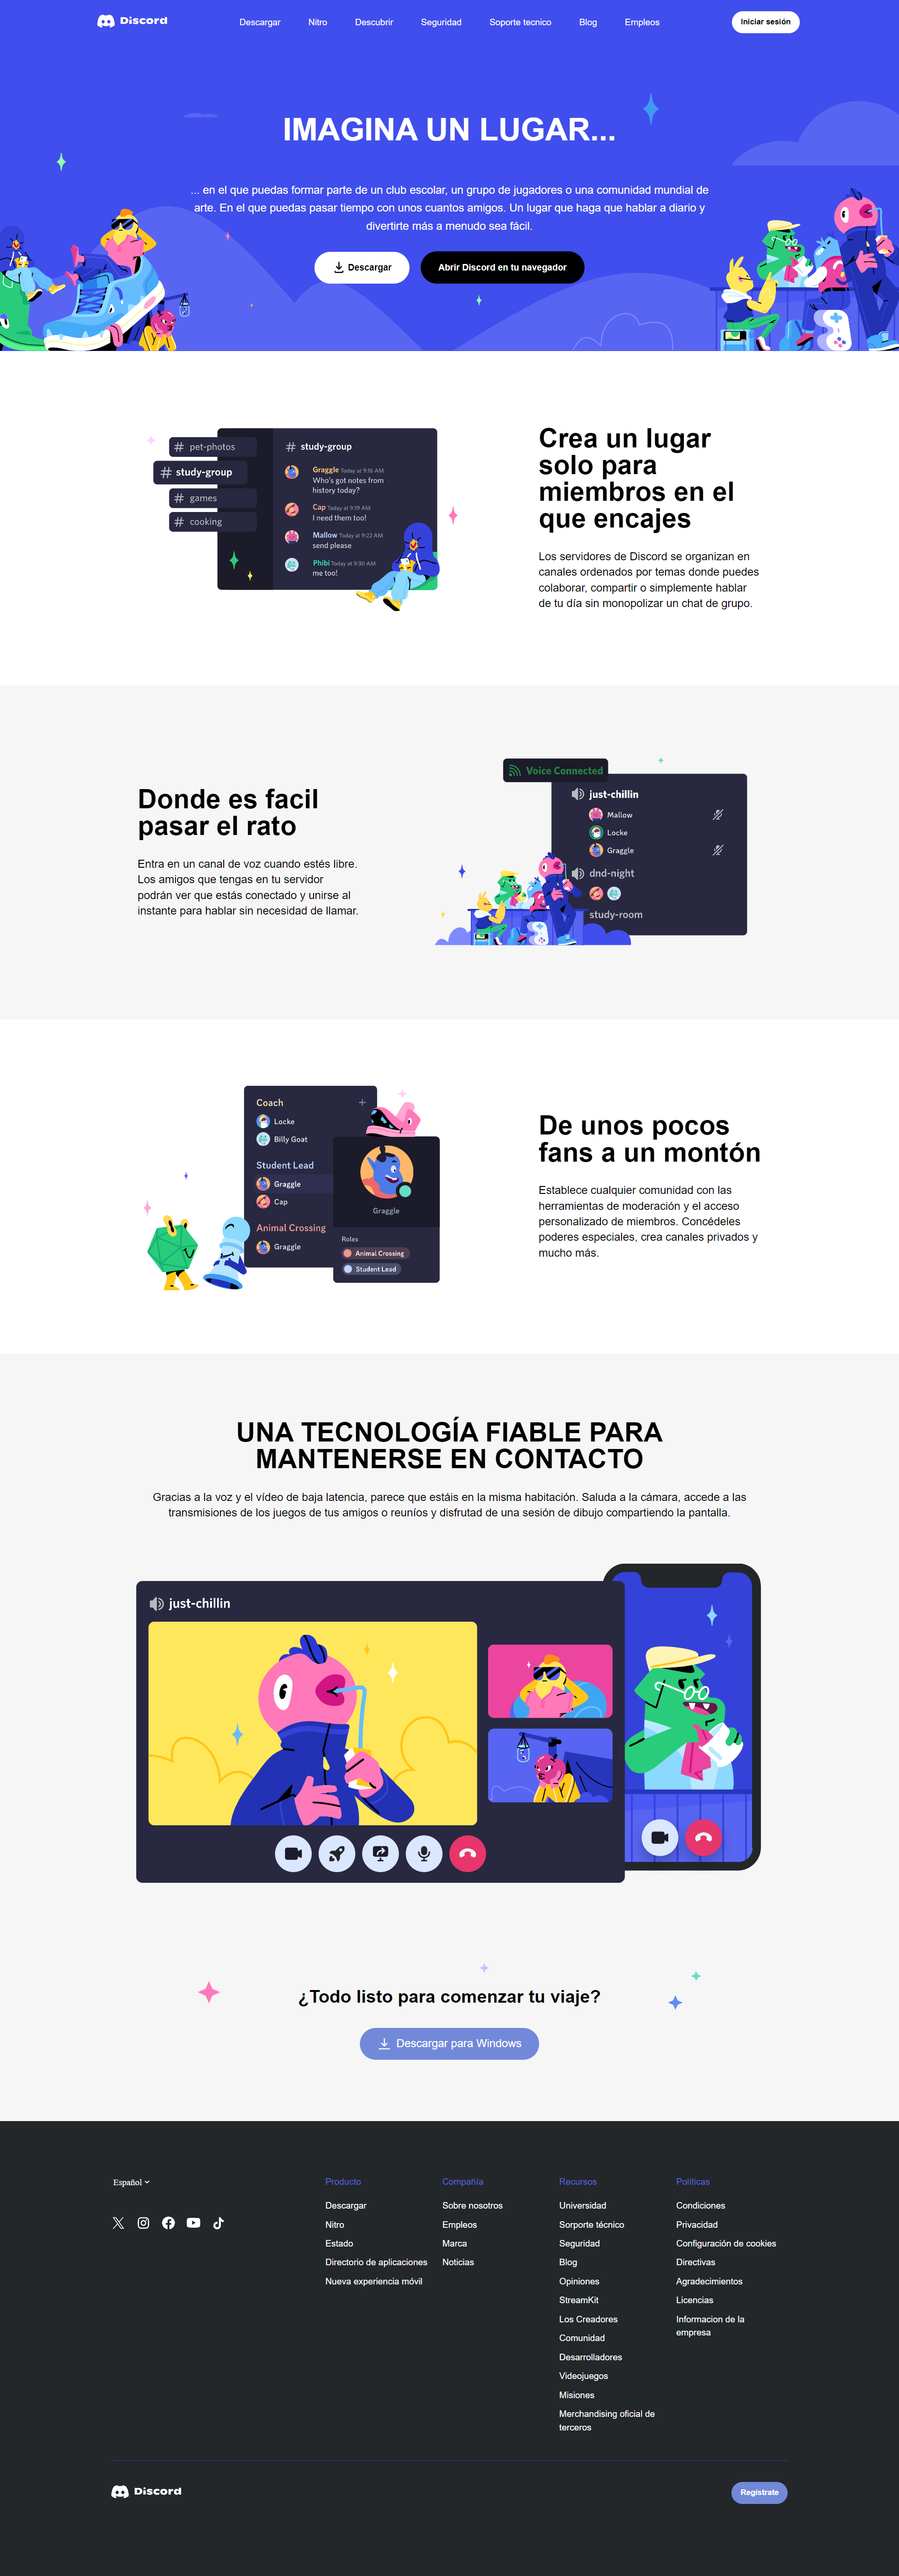 Discord
Descargar
Nitro
Descubrir
Seguridad
Soporte tecnico
Blog
Empleos
Iniciar sesión
IMAGINA UN LUGAR...
... en el que puedas formar parte de un club escolar, un grupo de jugadores o una comunidad mundial de
arte. En el que puedas pasar tiempo con unos cuantos amigos. Un lugar que haga que hablar a diario y
divertirte más a menudo sea fácil.
Descargar
Abrir Discord en tu navegador
# pet-photos
# study-group
# games
# cooking
# study-group
Graggle Today at 9:10 AM
Who's got notes from
history today?
Cap Today at 9:19 AM
I need them too!
Mallow Today at 9:22 AM
send please
Phibi Today at 9:30 AM
me too!
Crea un lugar
solo para
miembros en el
que encajes
Los servidores de Discord se organizan en
canales ordenados por temas donde puedes
colaborar, compartir o simplemente hablar
de tu día sin monopolizar un chat de grupo.
Donde es facil
pasar el rato
Entra en un canal de voz cuando estés libre.
Los amigos que tengas en tu servidor
podrán ver que estás conectado y unirse al
instante para hablar sin necesidad de llamar.
Voice Connected
just-chillin
Mallow
Locke
Graggle
dnd-night
study-room
Coach +
Locke
Billy Goat
Student Lead
Graggle
Cap
Animal Crossing
Graggle
Graggle
Roles
Animal Crossing
Student Lead
De unos pocos
fans a un montón
Establece cualquier comunidad con las
herramientas de moderación y el acceso
personalizado de miembros. Concédeles
poderes especiales, crea canales privados y
mucho más.
UNA TECNOLOGÍA FIABLE PARA
MANTENERSE EN CONTACTO
Gracias a la voz y el vídeo de baja latencia, parece que estáis en la misma habitación. Saluda a la cámara, accede a las
transmisiones de los juegos de tus amigos o reuníos y disfrutad de una sesión de dibujo compartiendo la pantalla.
just-chillin
¿Todo listo para comenzar tu viaje?
Descargar para Windows
Español
Producto
Descargar
Nitro
Estado
Directorio de aplicaciones
Nueva experiencia móvil
Compañía
Sobre nosotros
Empleos
Marca
Noticias
Recursos
Universidad
Sorporte técnico
Seguridad
Blog
Opiniones
StreamKit
Los Creadores
Comunidad
Desarrolladores
Videojuegos
Misiones
Merchandising oficial de
terceros
Políticas
Condiciones
Privacidad
Configuración de cookies
Directivas
Agradecimientos
Licencias
Informacion de la
empresa
Discord
Registrate